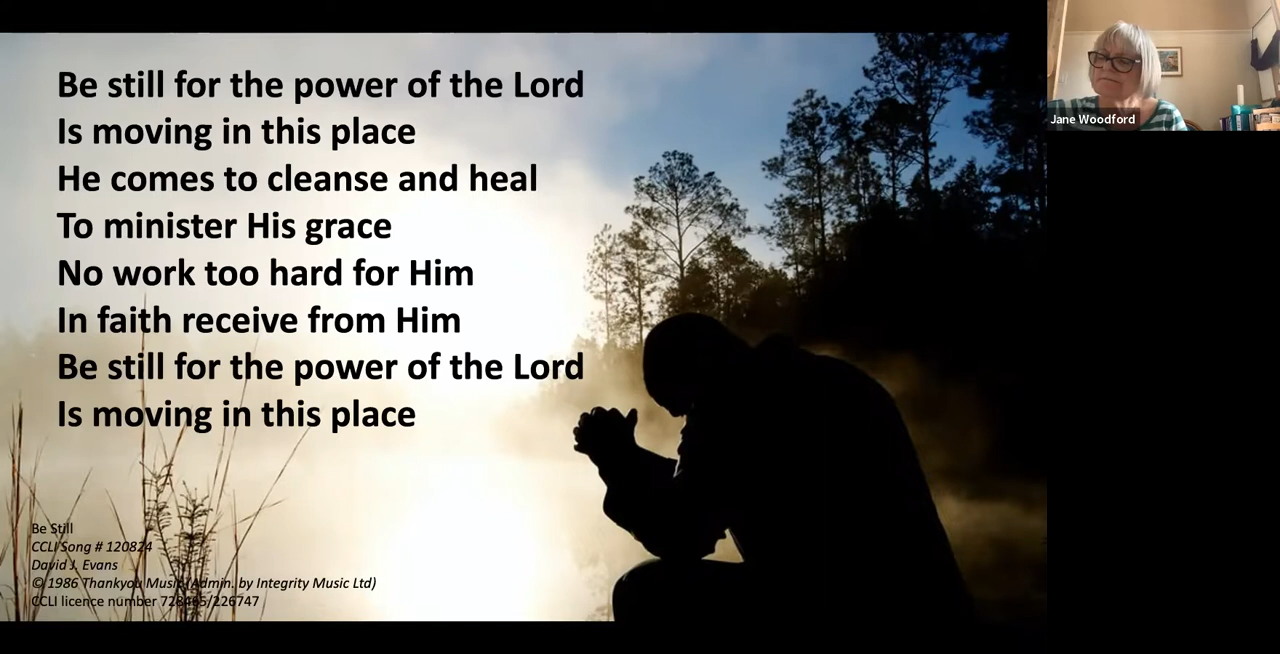 Be still for the power of the Lord
Is moving in this place
He comes to cleanse and heal
To minister His grace
No work too hard for Him
In faith receive from Him
Be still for the power of the Lord
Is moving in this place
Be Still
CCLI Song # 120824
David J. Evans
© 1986 Thankyou Music (Admin. by Integrity Music Ltd)
CCLI licence number
Jane Woodford